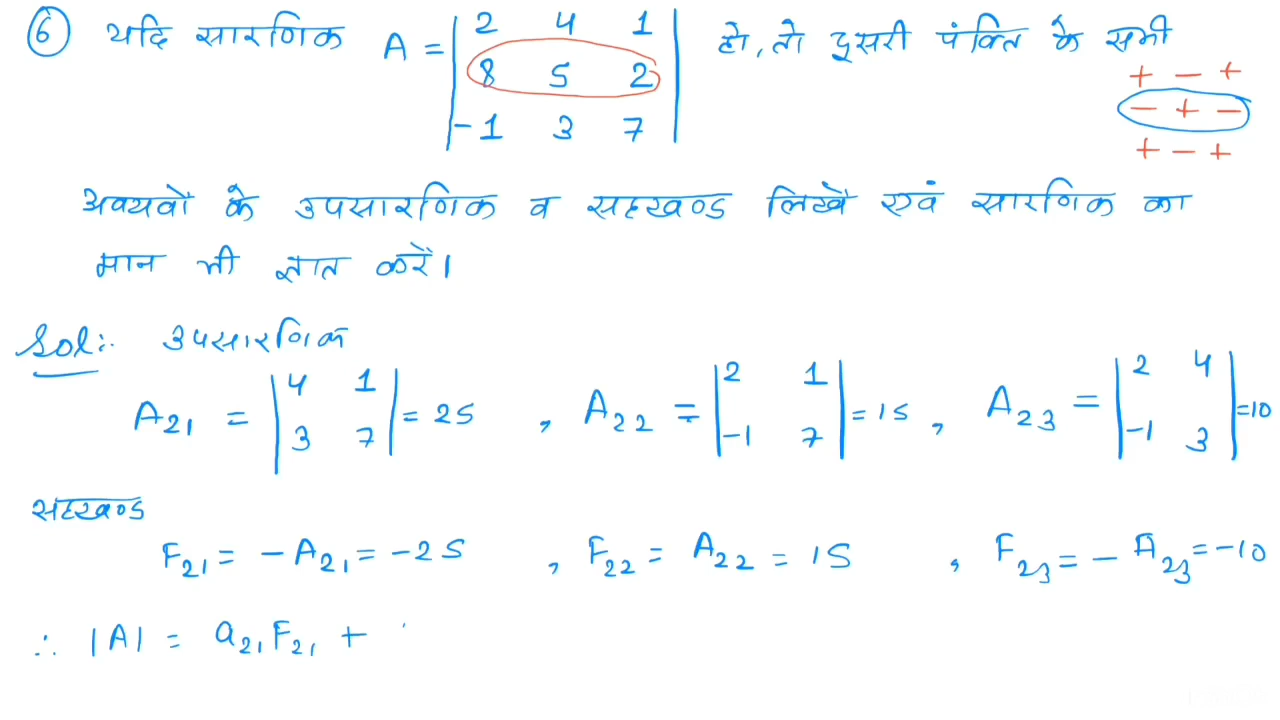 ⑥ यदि सारणिक A = | 2 4 1 | हो, तो दूसरी पंक्ति के सभी
| 8 5 2 |
| -1 3 7 |
+ - +
- + -
+ - +
अवयवों के उपसारणिक व सहखण्ड लिखें एवं सारणिक का
मान भी ज्ञात करें।
Sol:- उपसारणिक
A₂₁ = | 4 1 | = 25 , A₂₂ = | 2 1 | = 15 , A₂₃ = | 2 4 | = 10
| 3 7 | | -1 7 | | -1 3 |
सहखण्ड
F₂₁ = - A₂₁ = -25 , F₂₂ = A₂₂ = 15 , F₂₃ = - A₂₃ = -10
∴ |A| = a₂₁F₂₁ +